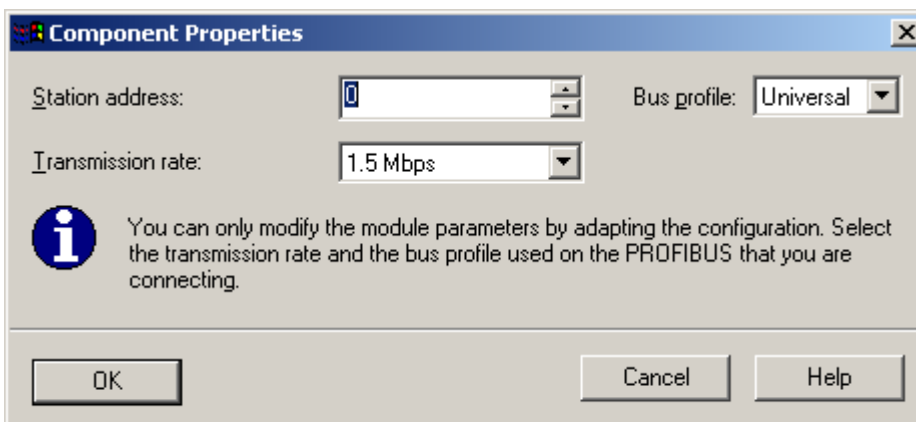 Component Properties
Station address: 0 Bus profile: Universal
Transmission rate: 1.5 Mbps
You can only modify the module parameters by adapting the configuration. Select
the transmission rate and the bus profile used on the PROFIBUS that you are
connecting.
OK Cancel Help